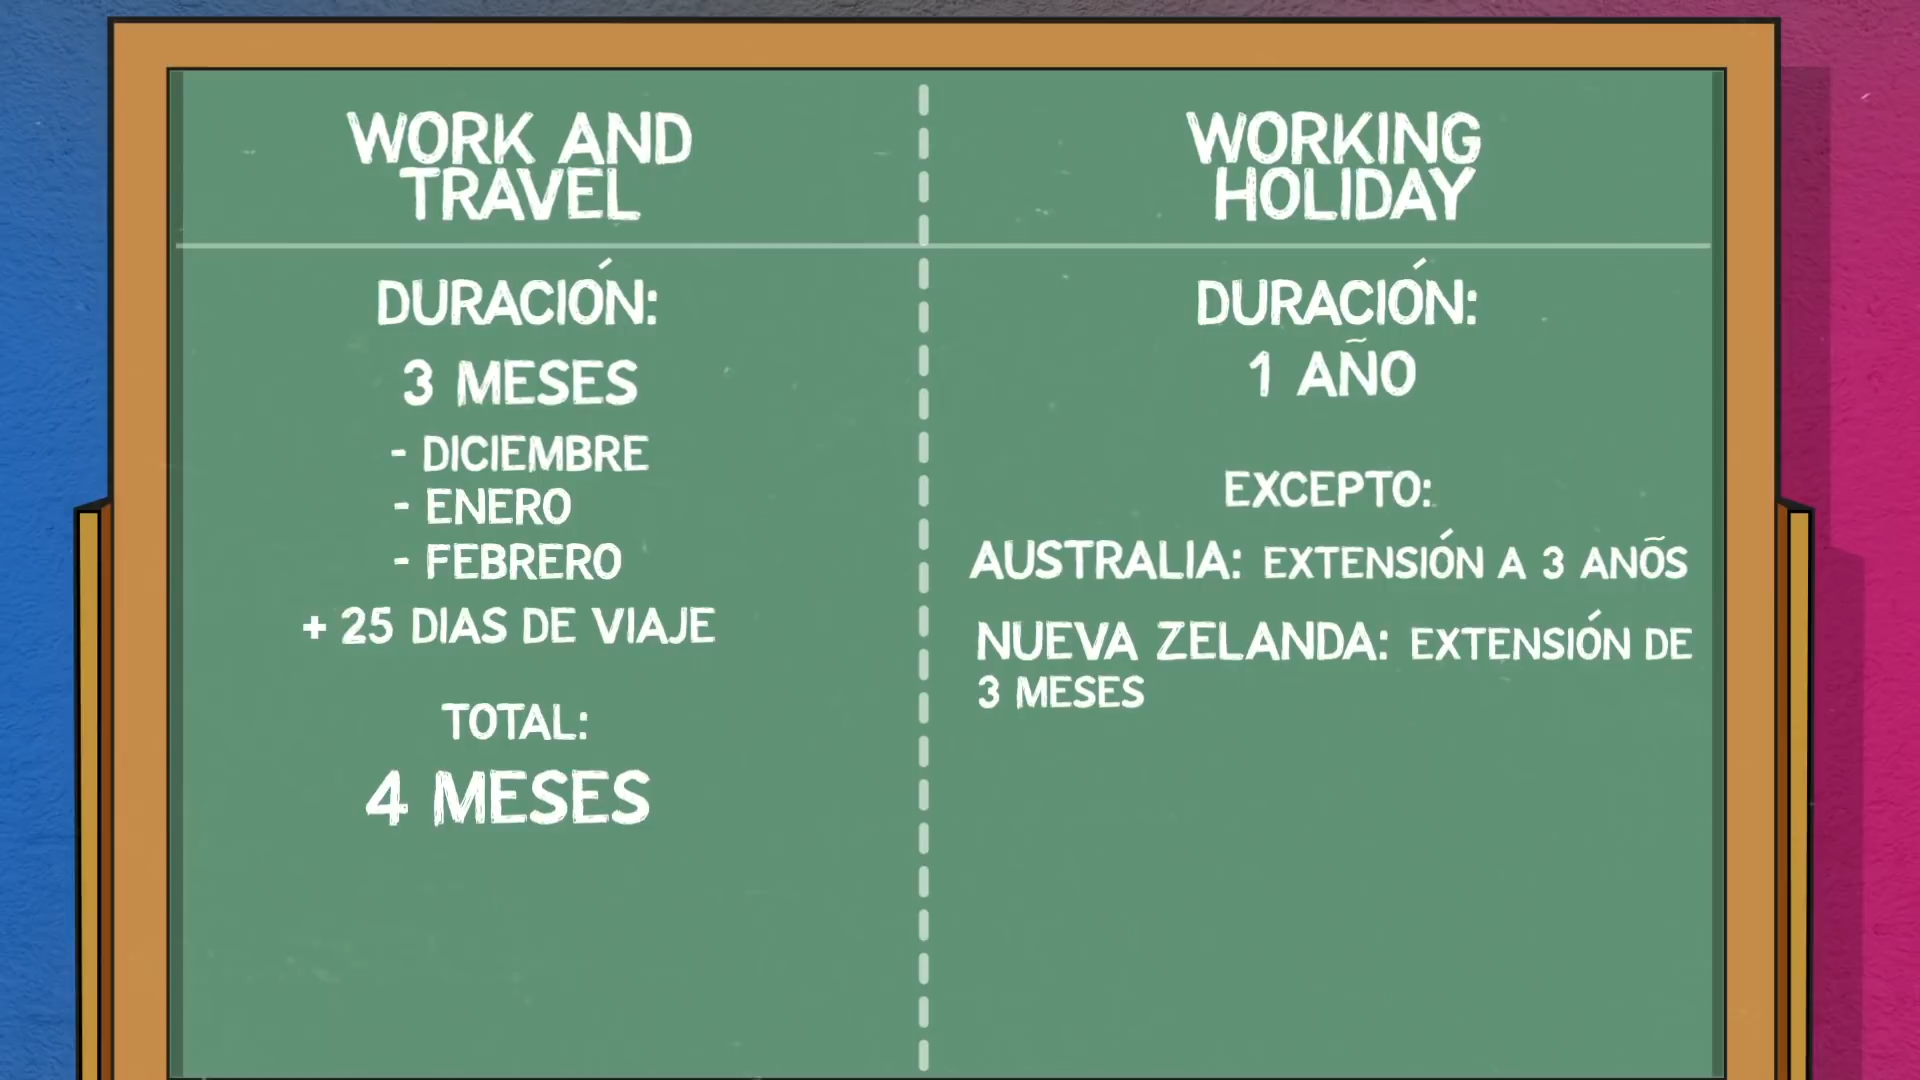 WORK AND
TRAVEL
DURACIÓN:
3 MESES
- DICIEMBRE
- ENERO
- FEBRERO
+ 25 DIAS DE VIAJE
TOTAL:
4 MESES
WORKING
HOLIDAY
DURACIÓN:
1 AÑO
EXCEPTO:
AUSTRALIA: EXTENSIÓN A 3 ANÕS
NUEVA ZELANDA: EXTENSIÓN DE
3 MESES